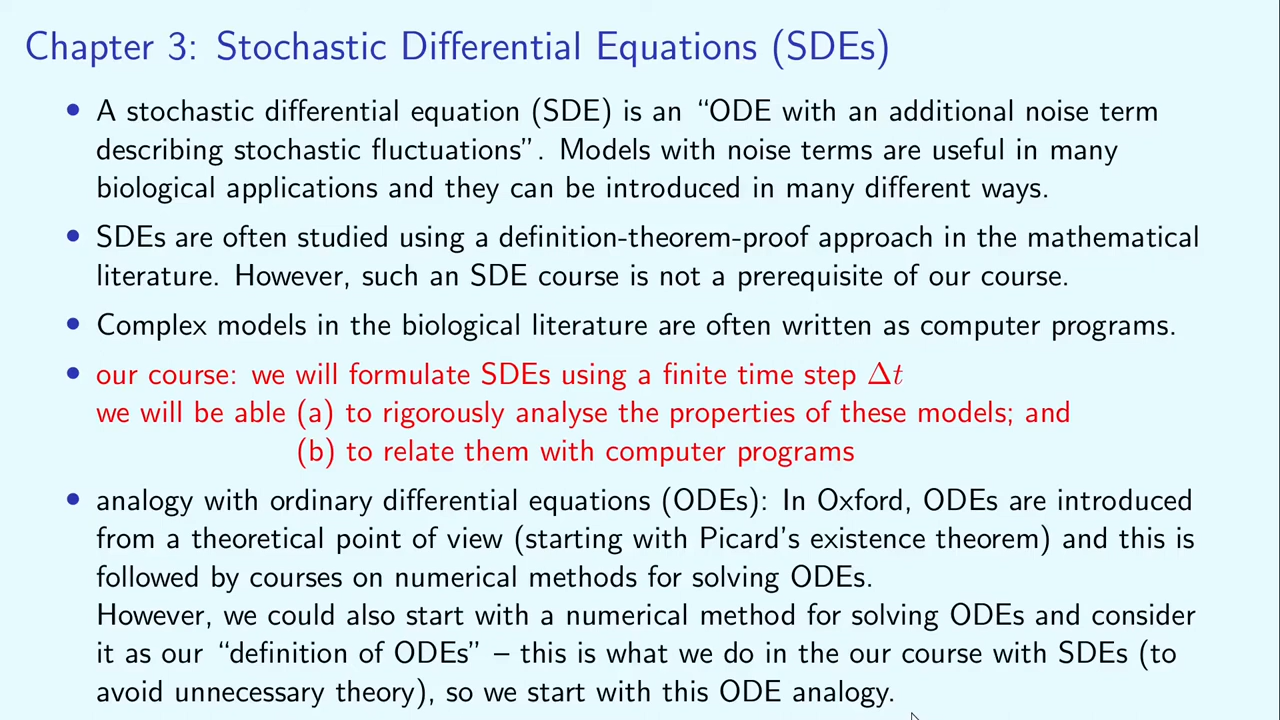 Chapter 3: Stochastic Differential Equations (SDEs)
• A stochastic differential equation (SDE) is an “ODE with an additional noise term
describing stochastic fluctuations”. Models with noise terms are useful in many
biological applications and they can be introduced in many different ways.
• SDEs are often studied using a definition-theorem-proof approach in the mathematical
literature. However, such an SDE course is not a prerequisite of our course.
• Complex models in the biological literature are often written as computer programs.
• our course: we will formulate SDEs using a finite time step Δt
we will be able (a) to rigorously analyse the properties of these models; and
(b) to relate them with computer programs
• analogy with ordinary differential equations (ODEs): In Oxford, ODEs are introduced
from a theoretical point of view (starting with Picard's existence theorem) and this is
followed by courses on numerical methods for solving ODEs.
However, we could also start with a numerical method for solving ODEs and consider
it as our “definition of ODEs” – this is what we do in the our course with SDEs (to
avoid unnecessary theory), so we start with this ODE analogy.